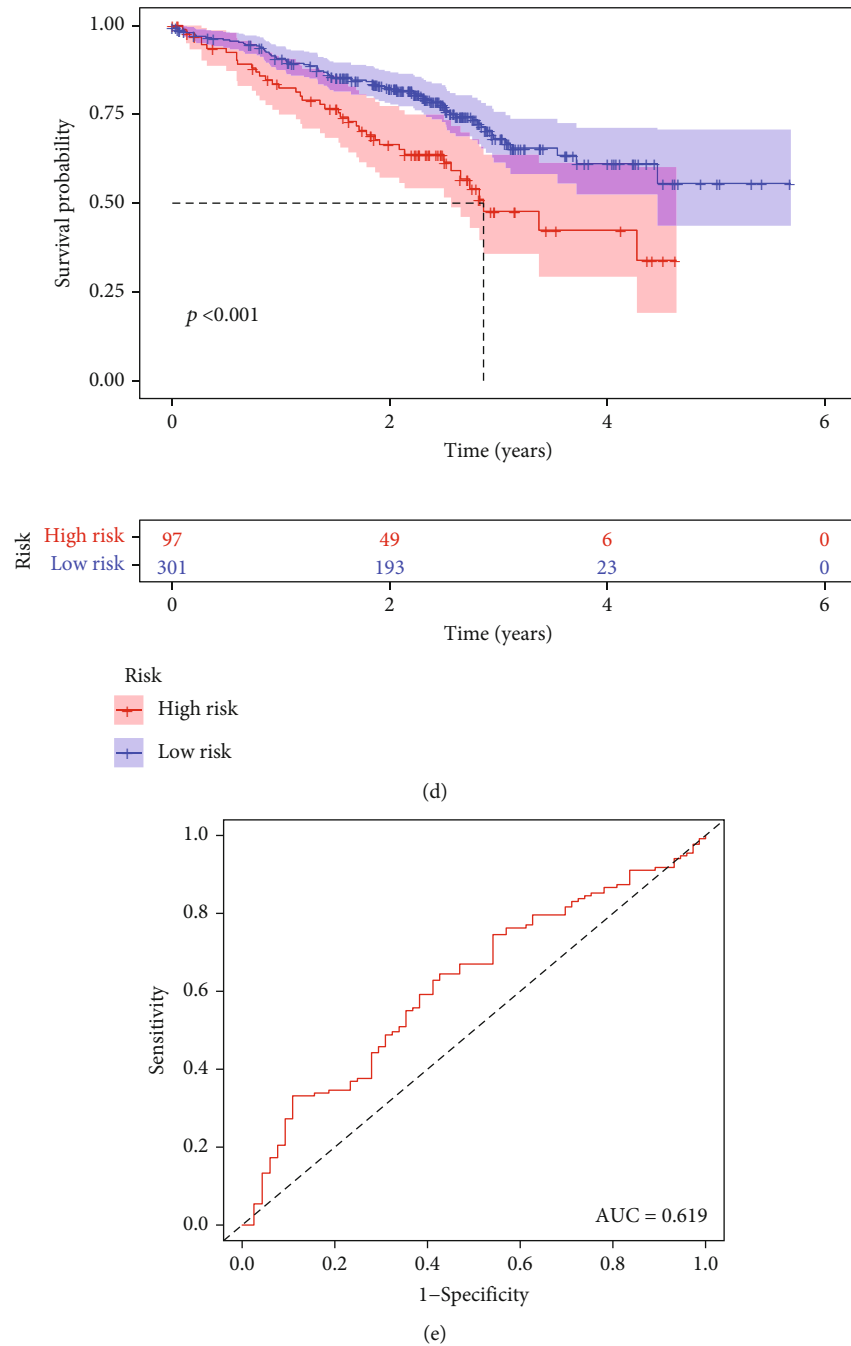 1.00
0.75
0.50
0.25
0.00
Survival probability
p <0.001
0 2 4 6
Time (years)
Risk
High risk 97 49 6 0
Low risk 301 193 23 0
0 2 4 6
Time (years)
Risk
High risk
Low risk
(d)
1.0
0.8
0.6
0.4
0.2
0.0
Sensitivity
AUC = 0.619
0.0 0.2 0.4 0.6 0.8 1.0
1−Specificity
(e)